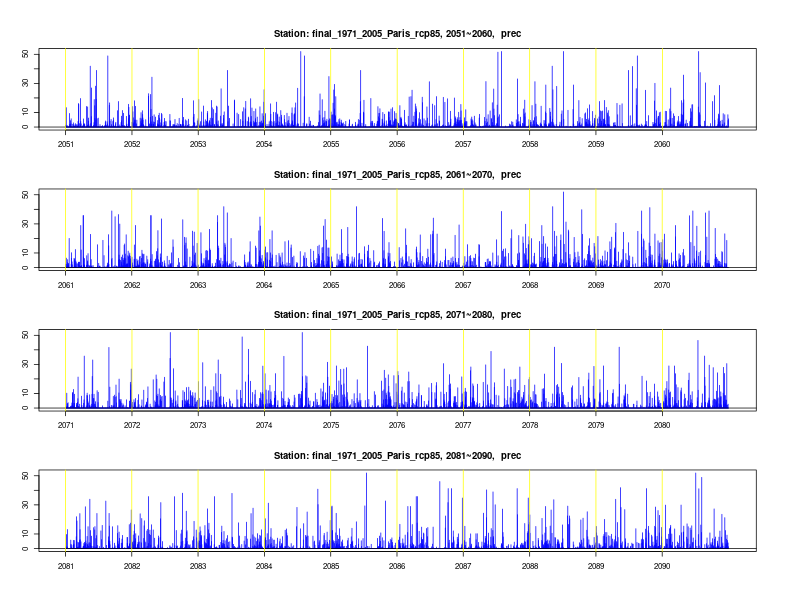 Station: final_1971_2005_Paris_rcp85, 2051~2060, prec
50
30
10
0
2051 2052 2053 2054 2055 2056 2057 2058 2059 2060
Station: final_1971_2005_Paris_rcp85, 2061~2070, prec
50
30
10
0
2061 2062 2063 2064 2065 2066 2067 2068 2069 2070
Station: final_1971_2005_Paris_rcp85, 2071~2080, prec
50
30
10
0
2071 2072 2073 2074 2075 2076 2077 2078 2079 2080
Station: final_1971_2005_Paris_rcp85, 2081~2090, prec
50
30
10
0
2081 2082 2083 2084 2085 2086 2087 2088 2089 2090